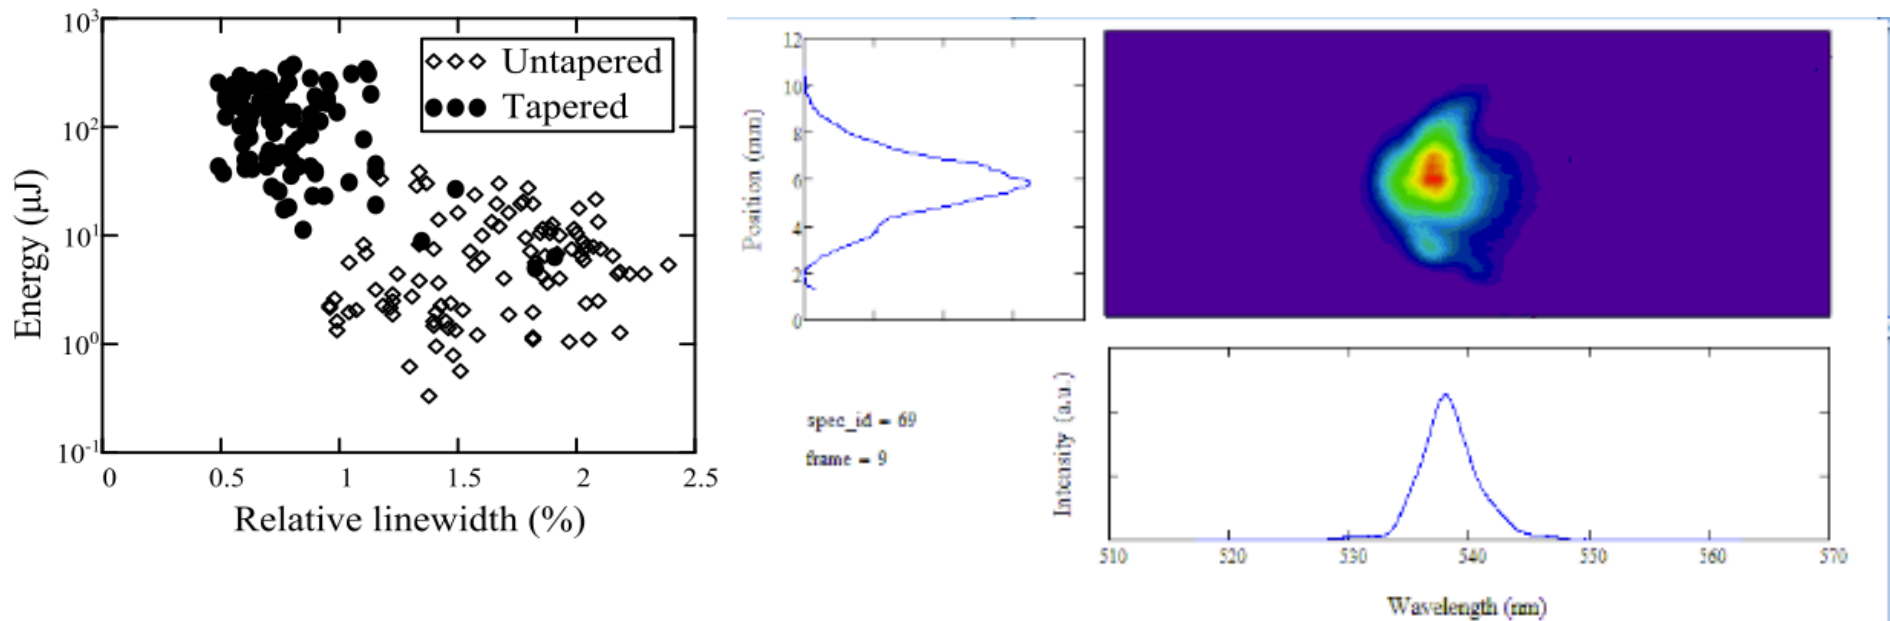 10³
10²
10¹
10⁰
10⁻¹
Energy (μJ)
Untapered
Tapered
0 0.5 1 1.5 2 2.5
Relative linewidth (%)
12
10
8
6
4
2
0
Position (mm)
spec_id = 69
frame = 9
Intensity (a.u.)
510 520 530 540 550 560 570
Wavelength (nm)